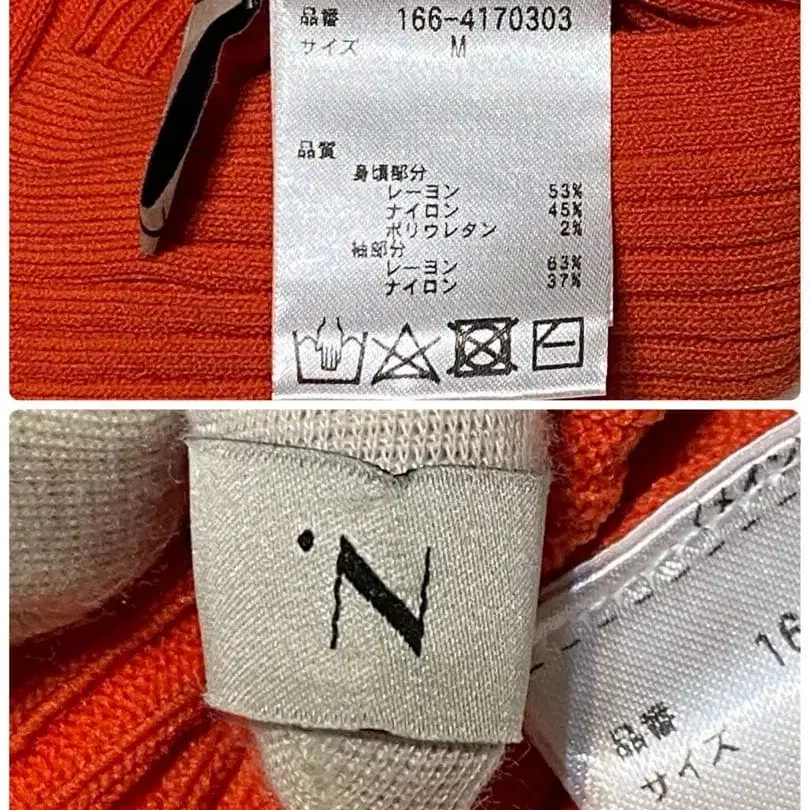 品番 166-4170303
サイズ M
品質
身頃部分
レーヨン 53%
ナイロン 45%
ポリウレタン 2%
袖部分
レーヨン 63%
ナイロン 37%
N
16
品番
サイズ